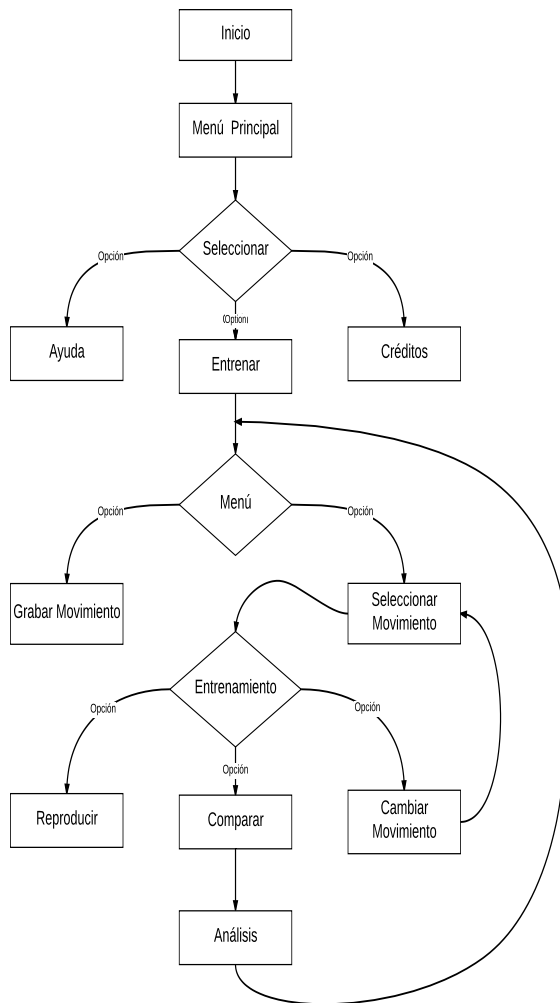 Inicio
Menú Principal
Seleccionar
Opción
Opción
Ayuda
Entrenar
Créditos
Menú
Opción
Opción
Grabar Movimiento
Seleccionar
Movimiento
Entrenamiento
Opción
Opción
Opción
Reproducir
Comparar
Cambiar
Movimiento
Análisis